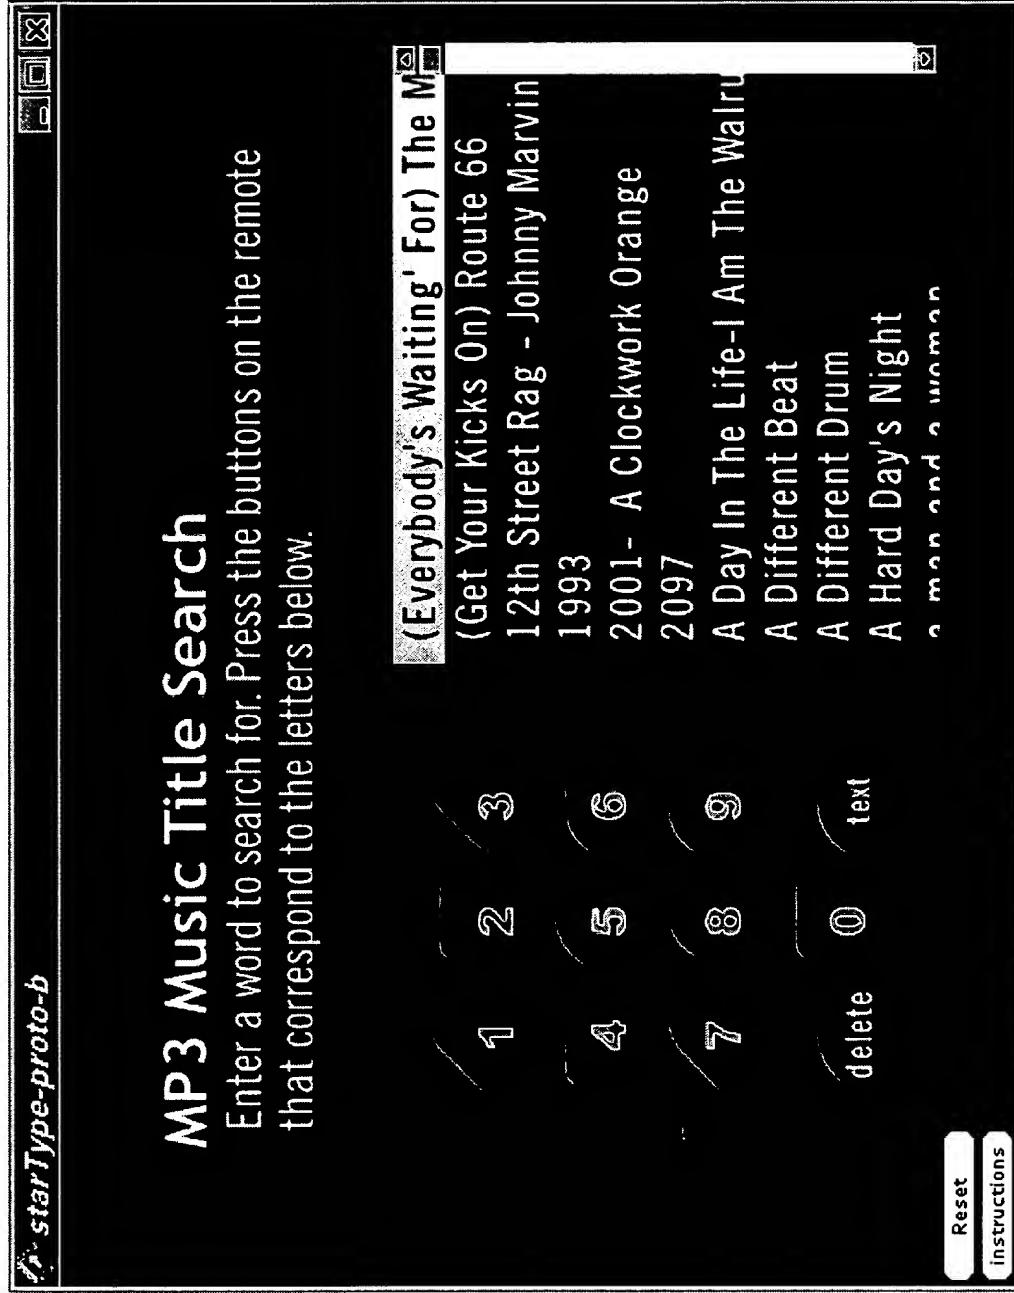 starType-proto-b
MP3 Music Title Search
Enter a word to search for. Press the buttons on the remote
that correspond to the letters below.
1 2 3
4 5 6
7 8 9
delete 0 text
(Everybody's Waiting' For) The M
(Get Your Kicks On) Route 66
12th Street Rag - Johnny Marvin
1993
2001- A Clockwork Orange
2097
A Day In The Life-I Am The Walru
A Different Beat
A Different Drum
A Hard Day's Night
a man and a woman
Reset
instructions